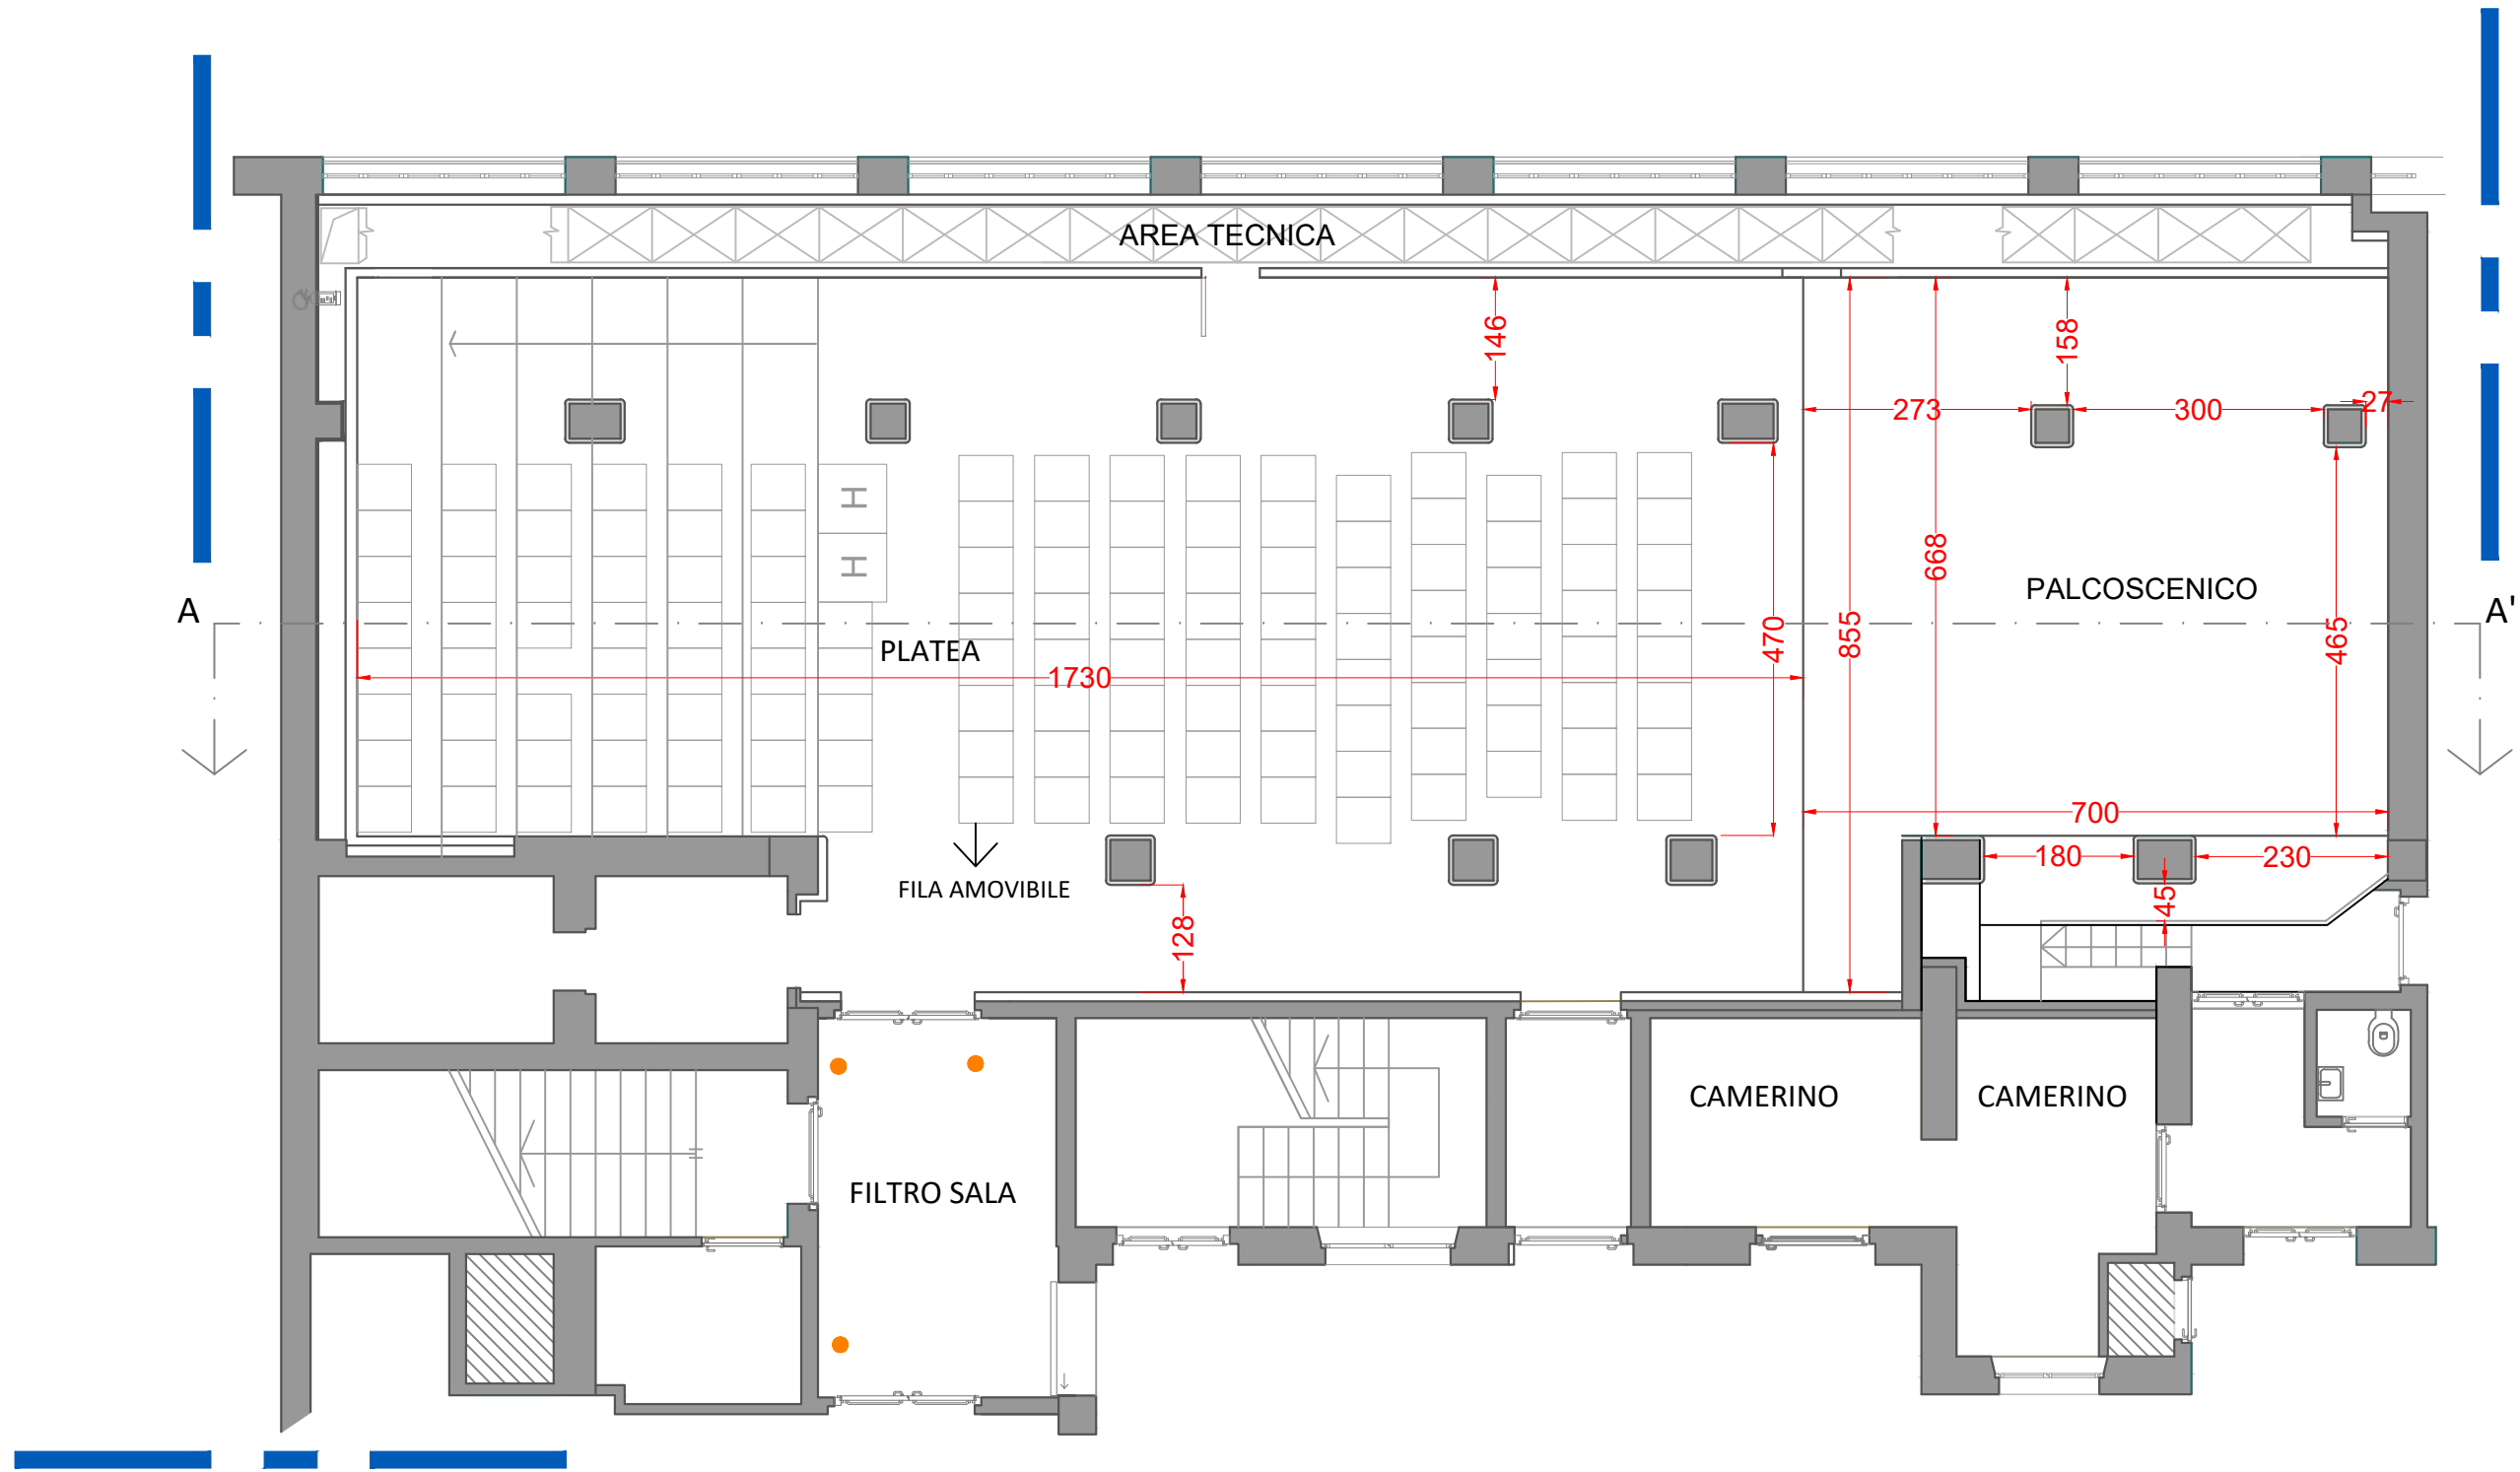 AREA TECNICA
146
158
273
300
27
H
H
668
PALCOSCENICO
A
A'
PLATEA
470
855
465
1730
700
180
230
FILA AMOVIBILE
45
128
CAMERINO
CAMERINO
FILTRO SALA